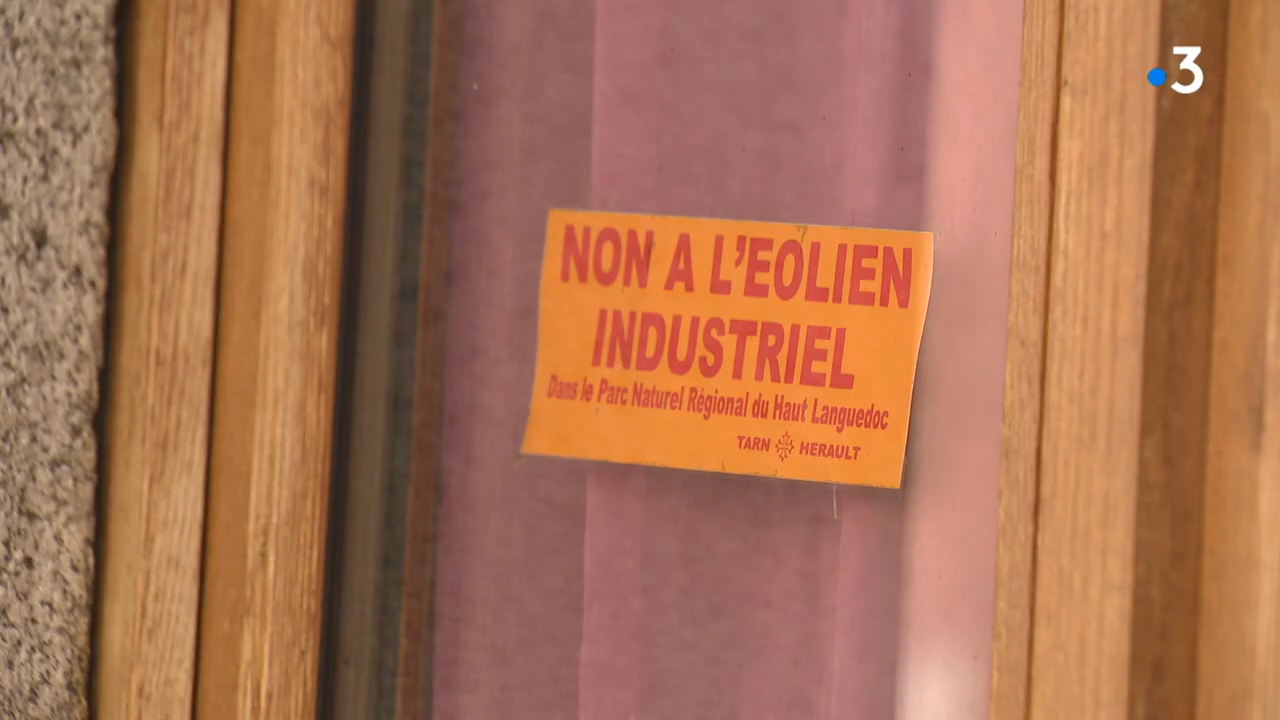 3
NON A L'EOLIEN
INDUSTRIEL
Dans le Parc Naturel Régional du Haut Languedoc
TARN HERAULT